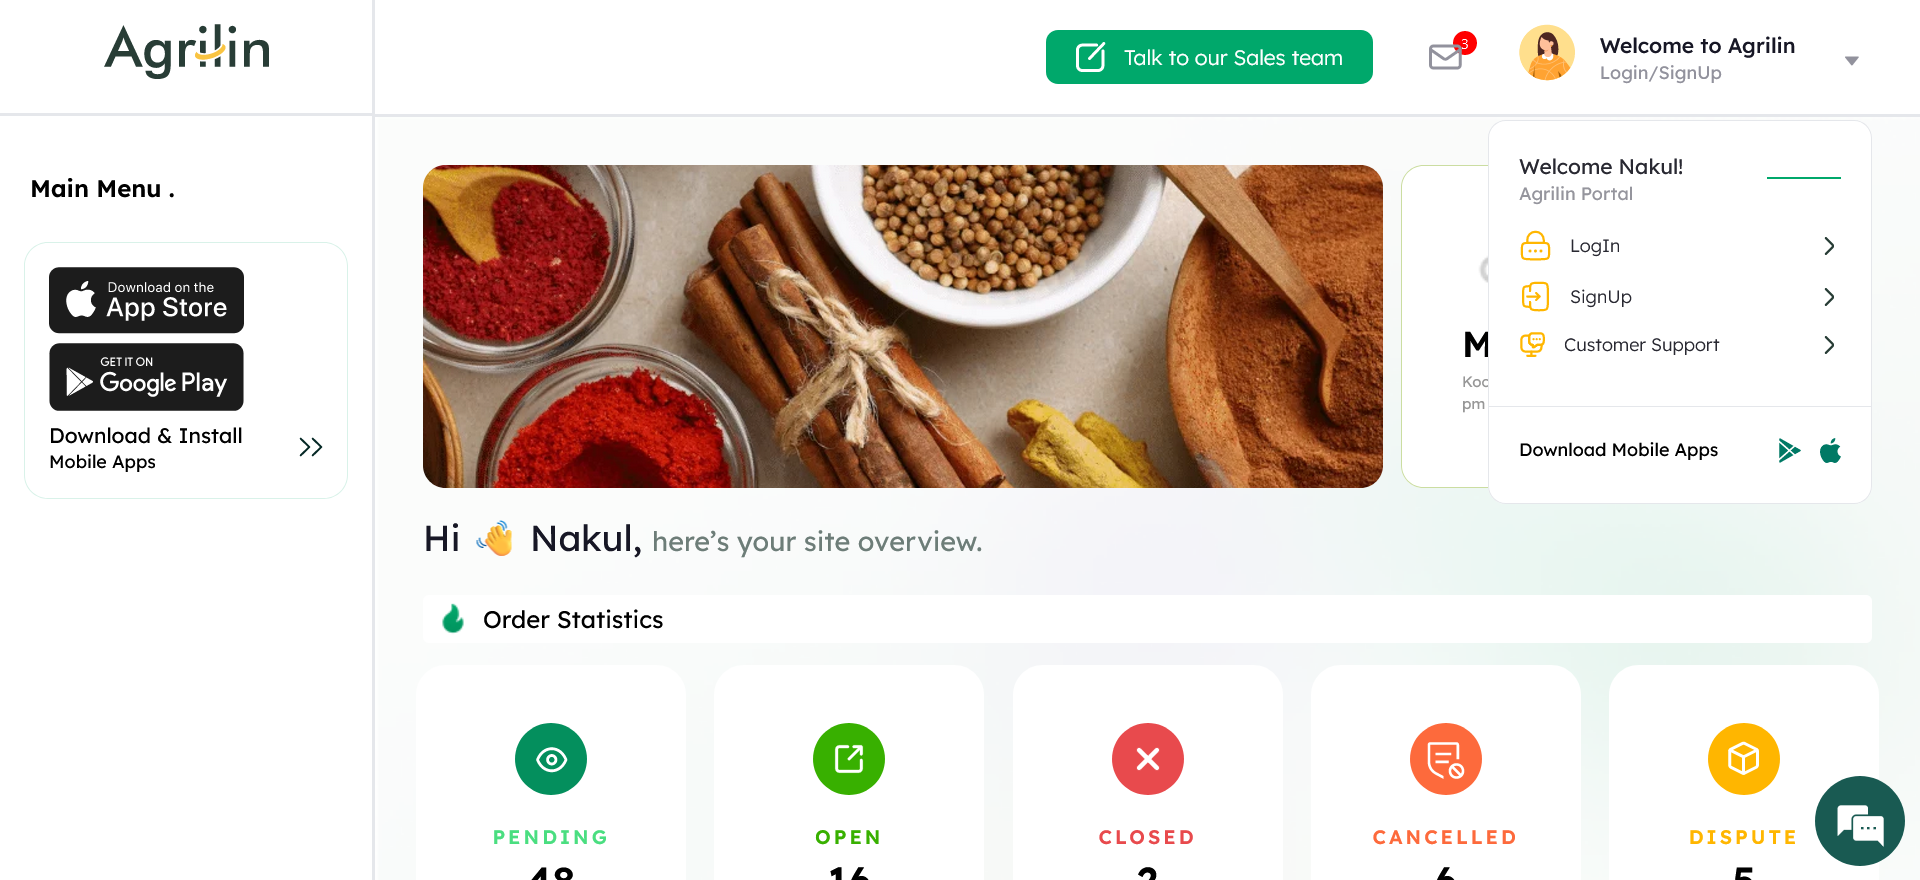 Agrilin
Talk to our Sales team
3
Welcome to Agrilin
Login/SignUp
Main Menu .
Download on the
App Store
GET IT ON
Google Play
Download & Install
Mobile Apps
Welcome Nakul!
Agrilin Portal
LogIn
SignUp
Customer Support
Download Mobile Apps
M
pm
Hi 👋 Nakul, here’s your site overview.
Order Statistics
PENDING
48
OPEN
16
CLOSED
2
CANCELLED
6
DISPUTE
5